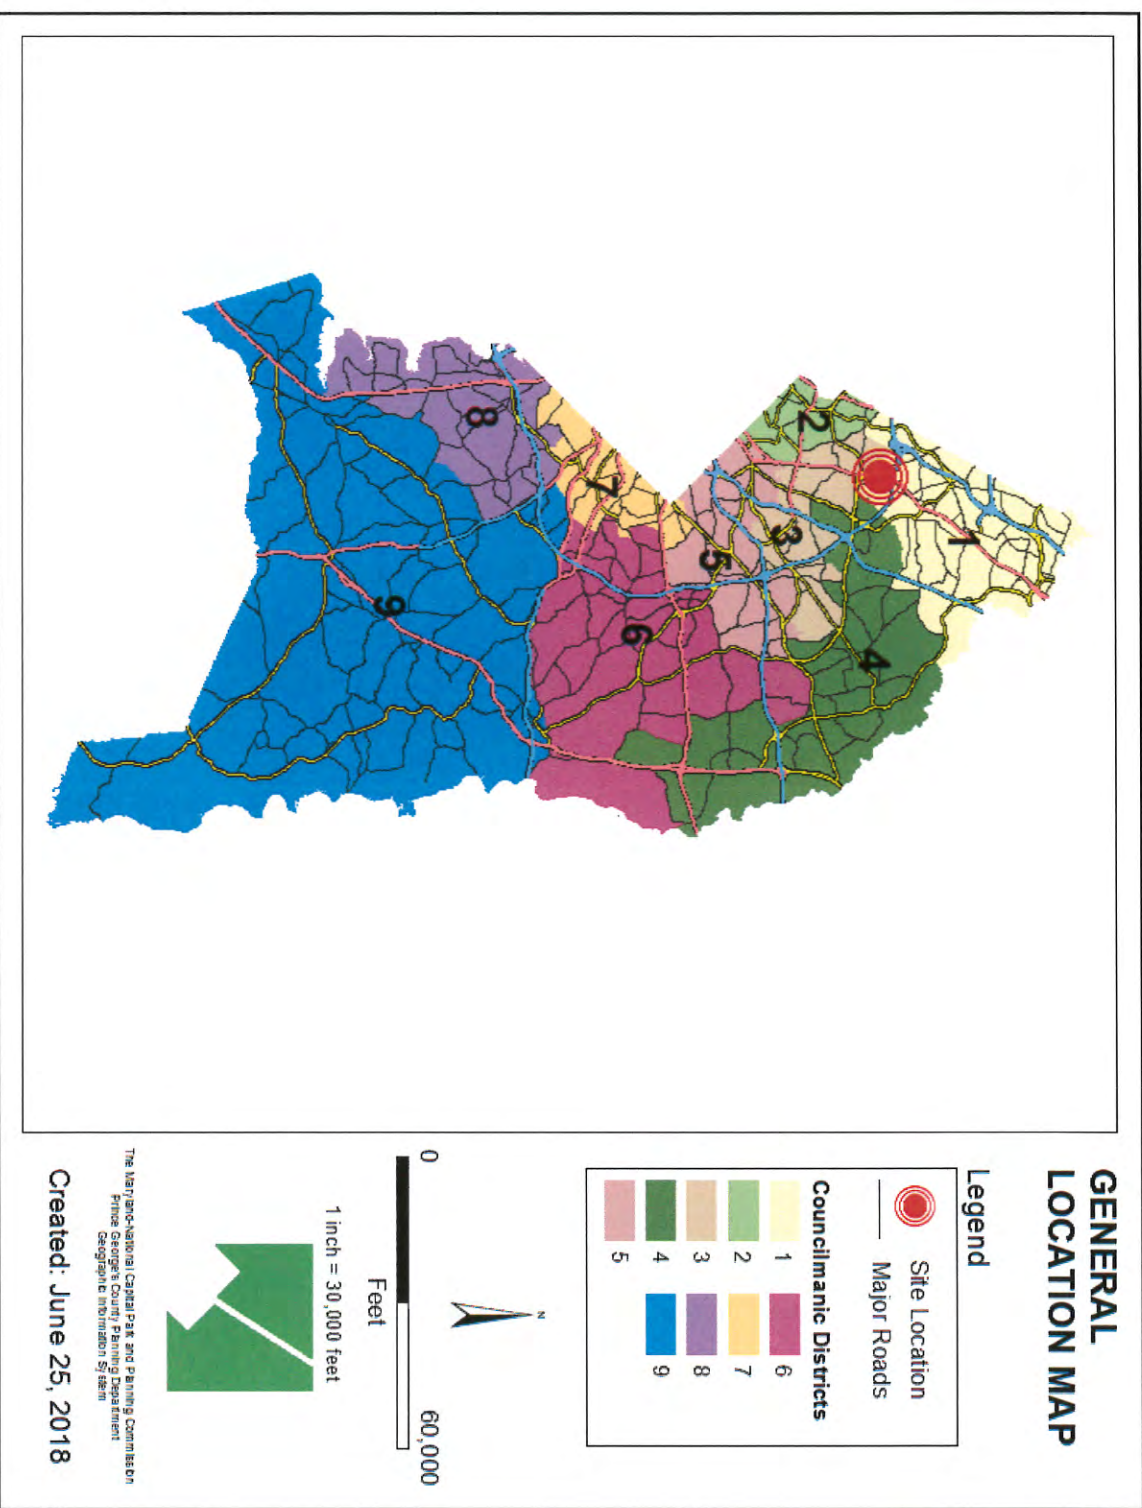 GENERAL
LOCATION MAP
Legend
Site Location
Major Roads
Councilmanic Districts
1
2
3
4
5
6
7
8
9
0
60,000
Feet
1 inch = 30,000 feet
N
The Maryland-National Capital Park and Planning Commission
Prince George's County Planning Department
Geographic Information System
Created: June 25, 2018
1
2
3
4
5
6
7
8
9